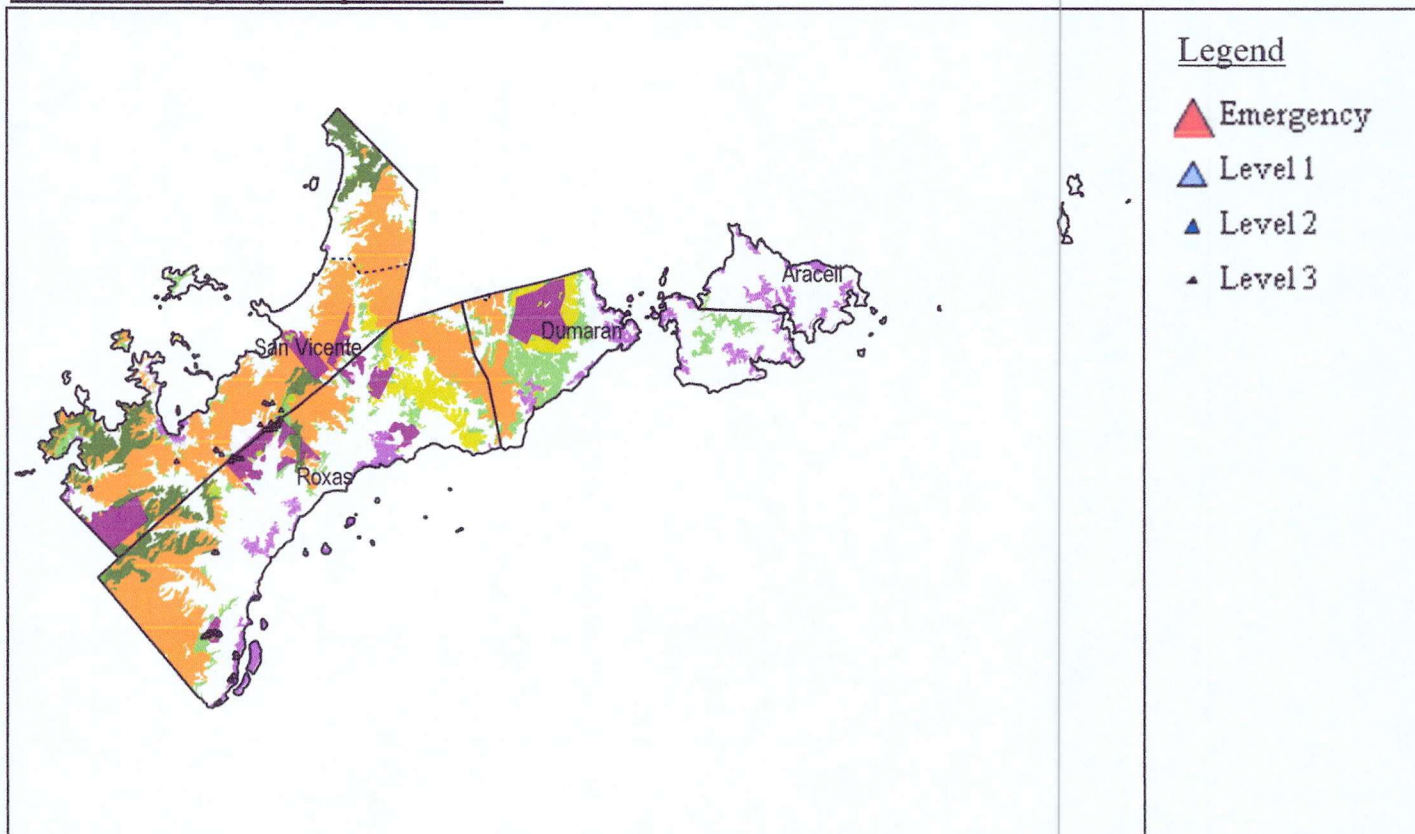 Legend
Emergency
Level 1
Level 2
Level 3
Araceli
Dumaran
San Vicente
Roxas